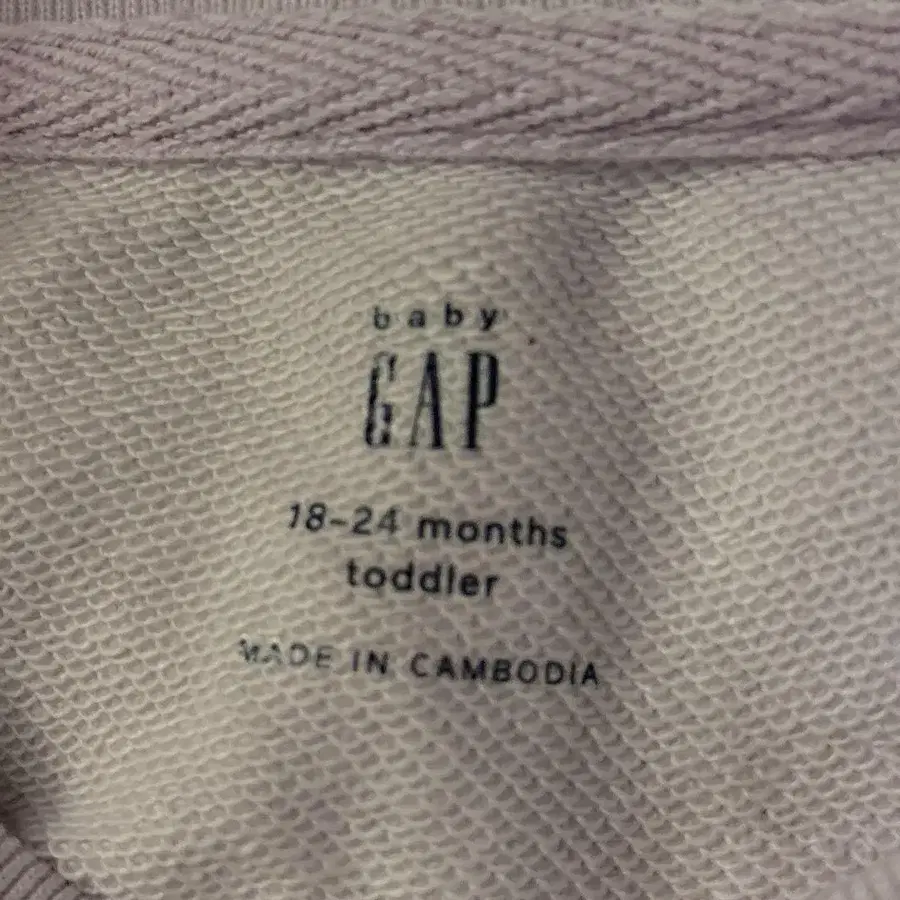 baby
GAP
18-24 months
toddler
MADE IN CAMBODIA